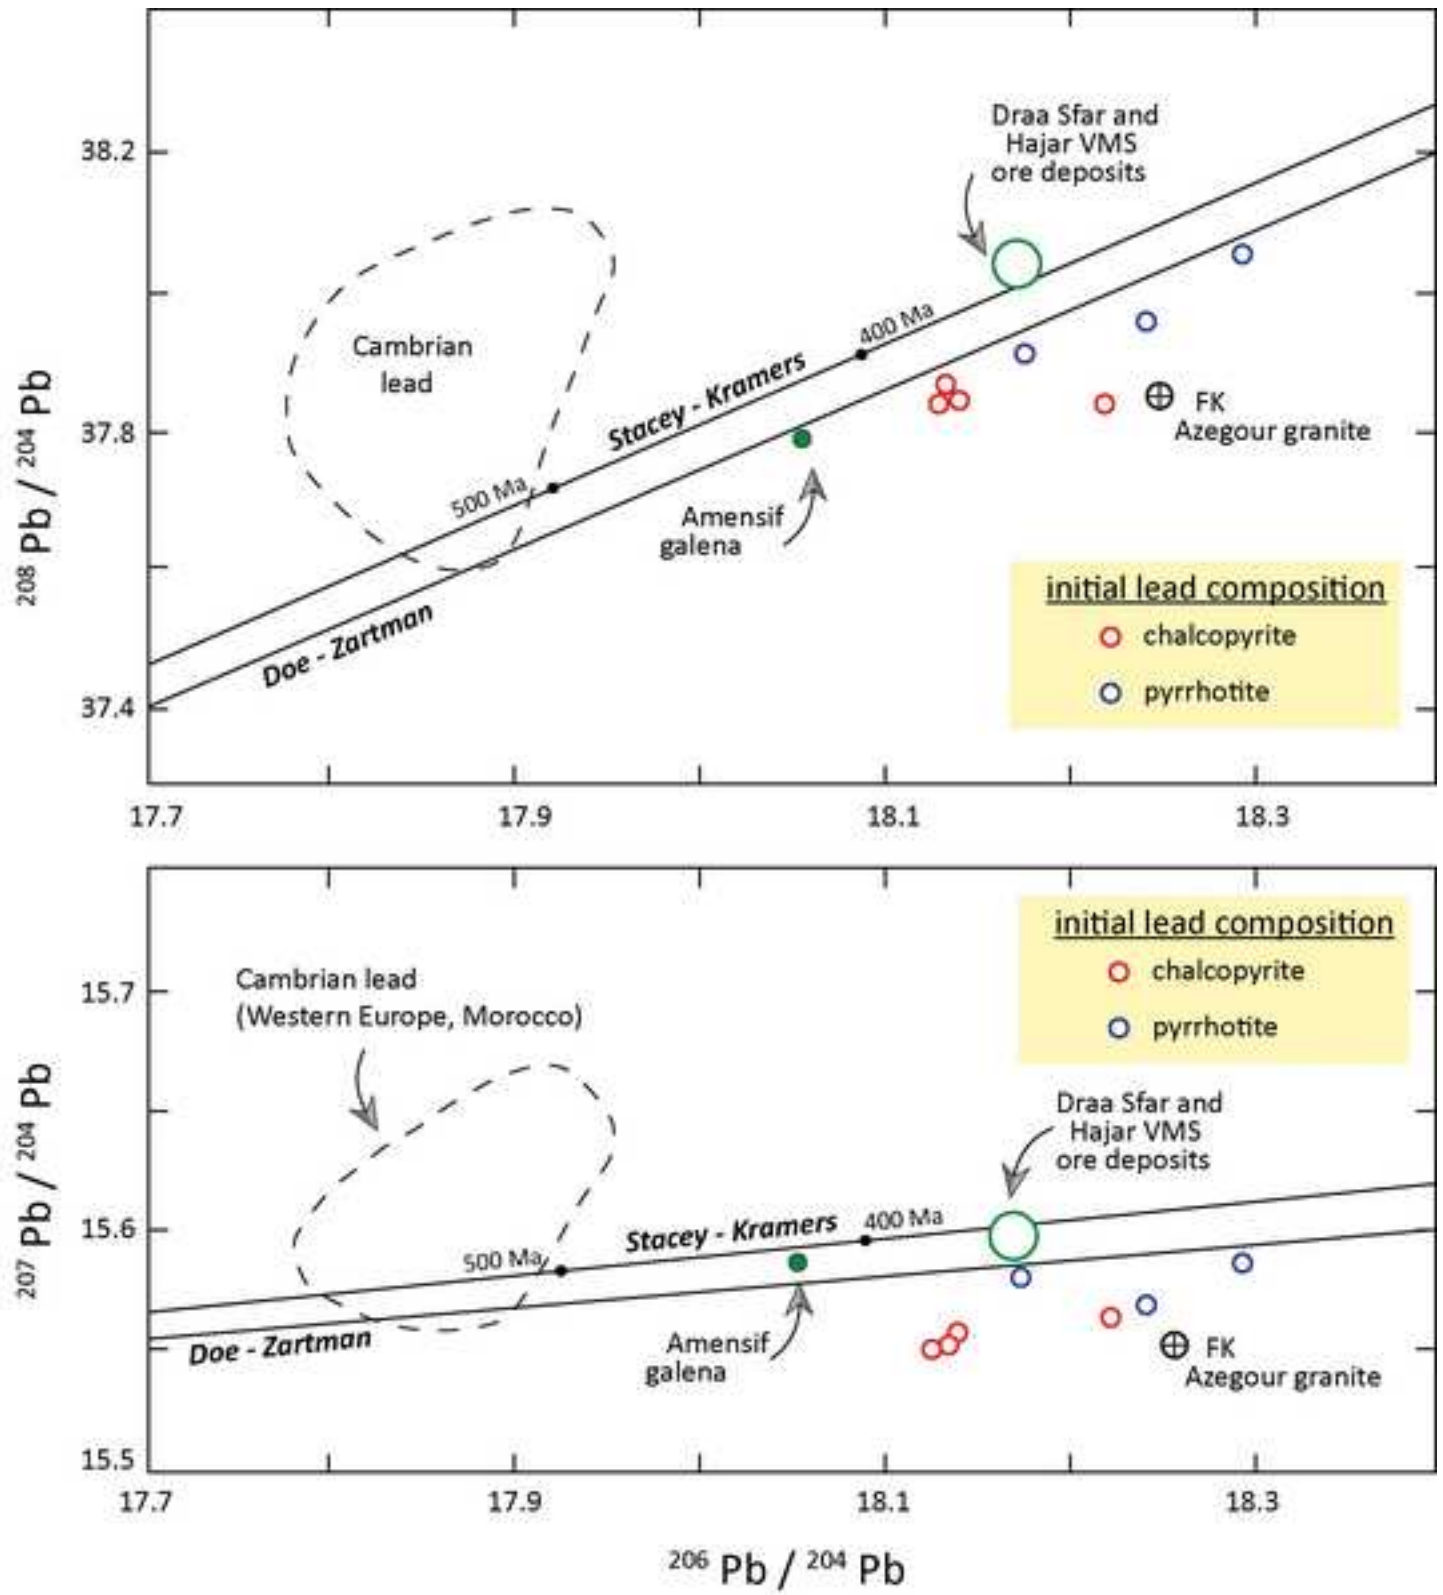 Draa Sfar and
Hajar VMS
ore deposits
38.2
400 Ma
Cambrian
lead
Stacey - Kramers
FK
Azegour granite
37.8
500 Ma
Amensif
galena
208 Pb / 204 Pb
initial lead composition
chalcopyrite
pyrrhotite
Doe - Zartman
37.4
17.7 17.9 18.1 18.3
initial lead composition
chalcopyrite
pyrrhotite
Cambrian lead
(Western Europe, Morocco)
15.7
Draa Sfar and
Hajar VMS
ore deposits
207 Pb / 204 Pb
15.6
Stacey - Kramers
400 Ma
500 Ma
Doe - Zartman
Amensif
galena
FK
Azegour granite
15.5
17.7 17.9 18.1 18.3
206 Pb / 204 Pb